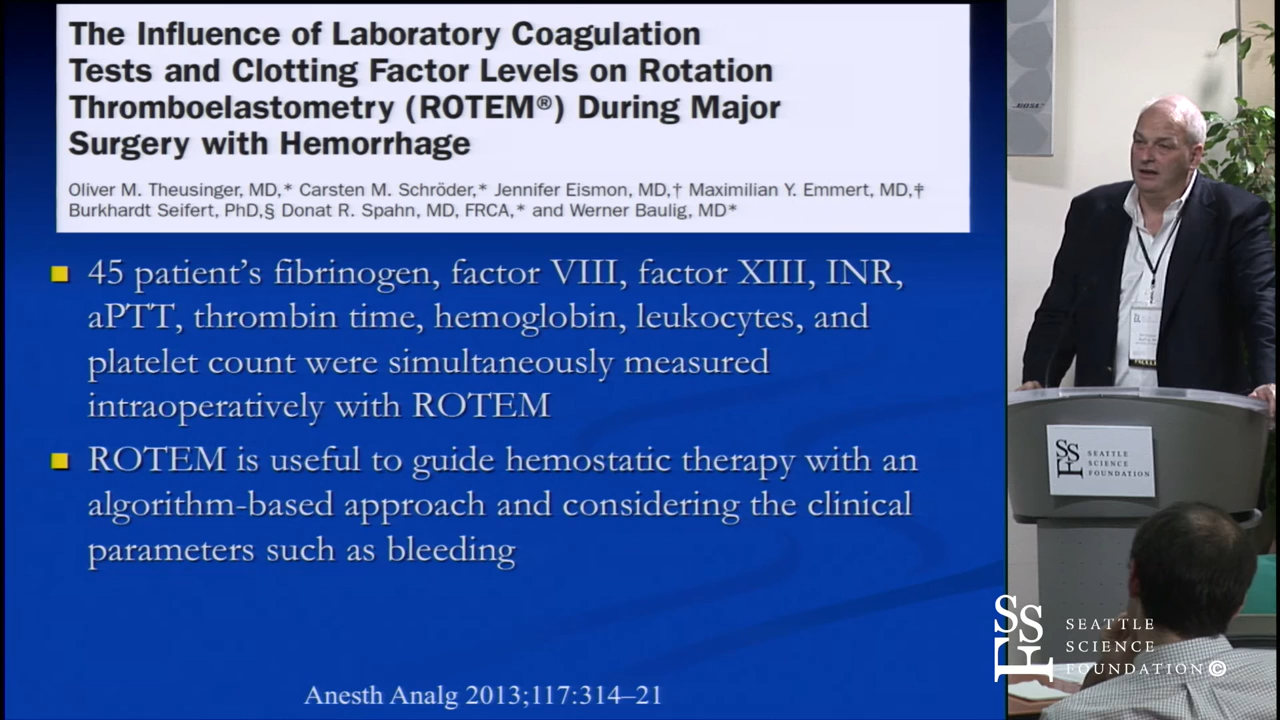 The Influence of Laboratory Coagulation
Tests and Clotting Factor Levels on Rotation
Thromboelastometry (ROTEM®) During Major
Surgery with Hemorrhage
Oliver M. Theusinger, MD,* Carsten M. Schröder,* Jennifer Eismon, MD,† Maximilian Y. Emmert, MD,‡
Burkhardt Seifert, PhD,§ Donat R. Spahn, MD, FRCA,* and Werner Baulig, MD*
45 patient’s fibrinogen, factor VIII, factor XIII, INR,
aPTT, thrombin time, hemoglobin, leukocytes, and
platelet count were simultaneously measured
intraoperatively with ROTEM
ROTEM is useful to guide hemostatic therapy with an
algorithm-based approach and considering the clinical
parameters such as bleeding
Anesth Analg 2013;117:314–21
BOSE
SSF
SEATTLE
SCIENCE
FOUNDATION
SSF
SEATTLE
SCIENCE
FOUNDATION©